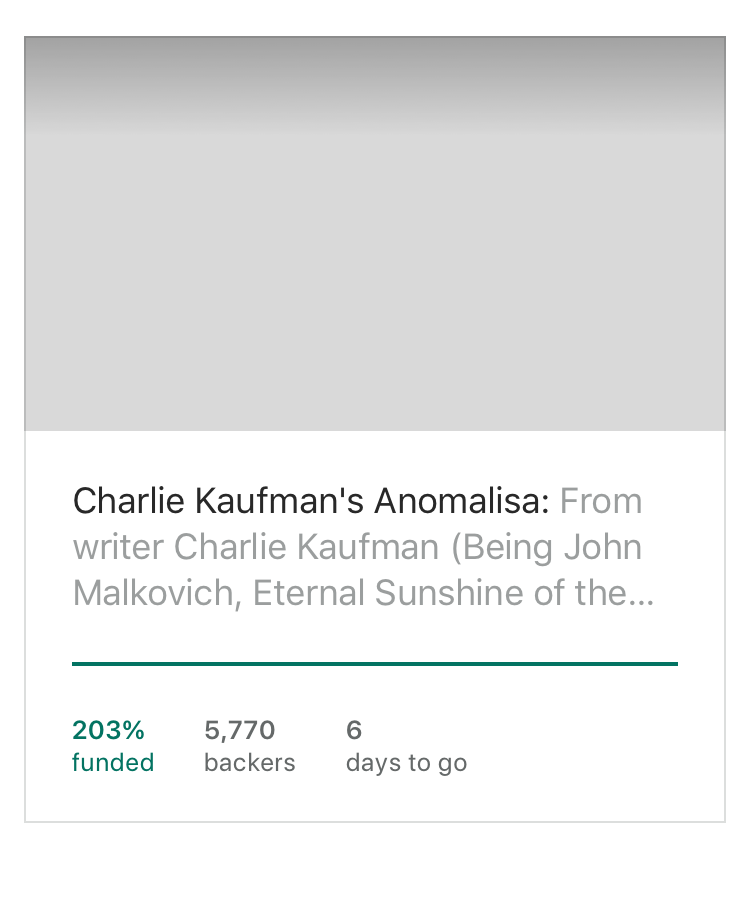 Charlie Kaufman's Anomalisa: From
writer Charlie Kaufman (Being John
Malkovich, Eternal Sunshine of the…
203% 5,770 6
funded backers days to go